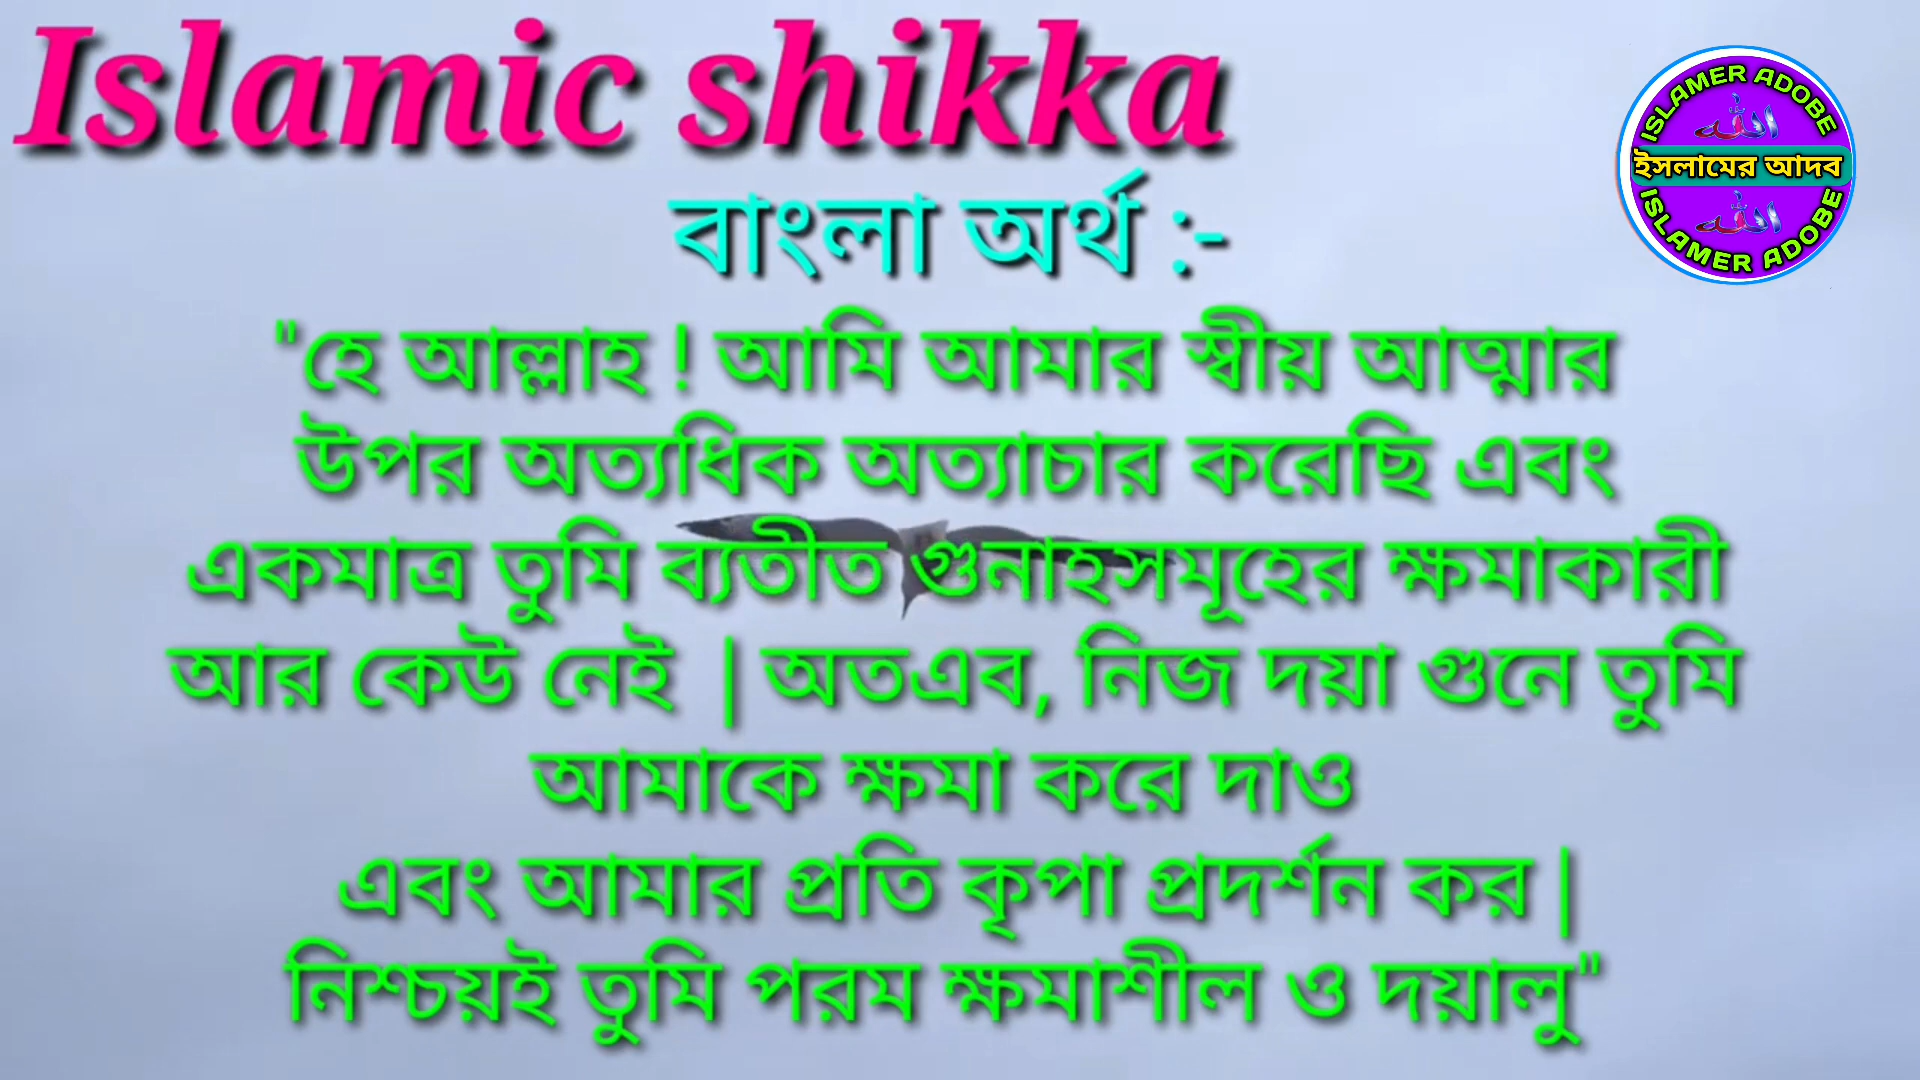 Islamic shikka
ISLAMER ADOBE
الله
ইসলামের আদব
الله
ISLAMER ADOBE
বাংলা অর্থ :-
"হে আল্লাহ ! আমি আমার স্বীয় আত্মার
উপর অত্যধিক অত্যাচার করেছি এবং
একমাত্র তুমি ব্যতীত গুনাহসমূহের ক্ষমাকারী
আর কেউ নেই | অতএব, নিজ দয়া গুনে তুমি
আমাকে ক্ষমা করে দাও
এবং আমার প্রতি কৃপা প্রদর্শন কর |
নিশ্চয়ই তুমি পরম ক্ষমাশীল ও দয়ালু"